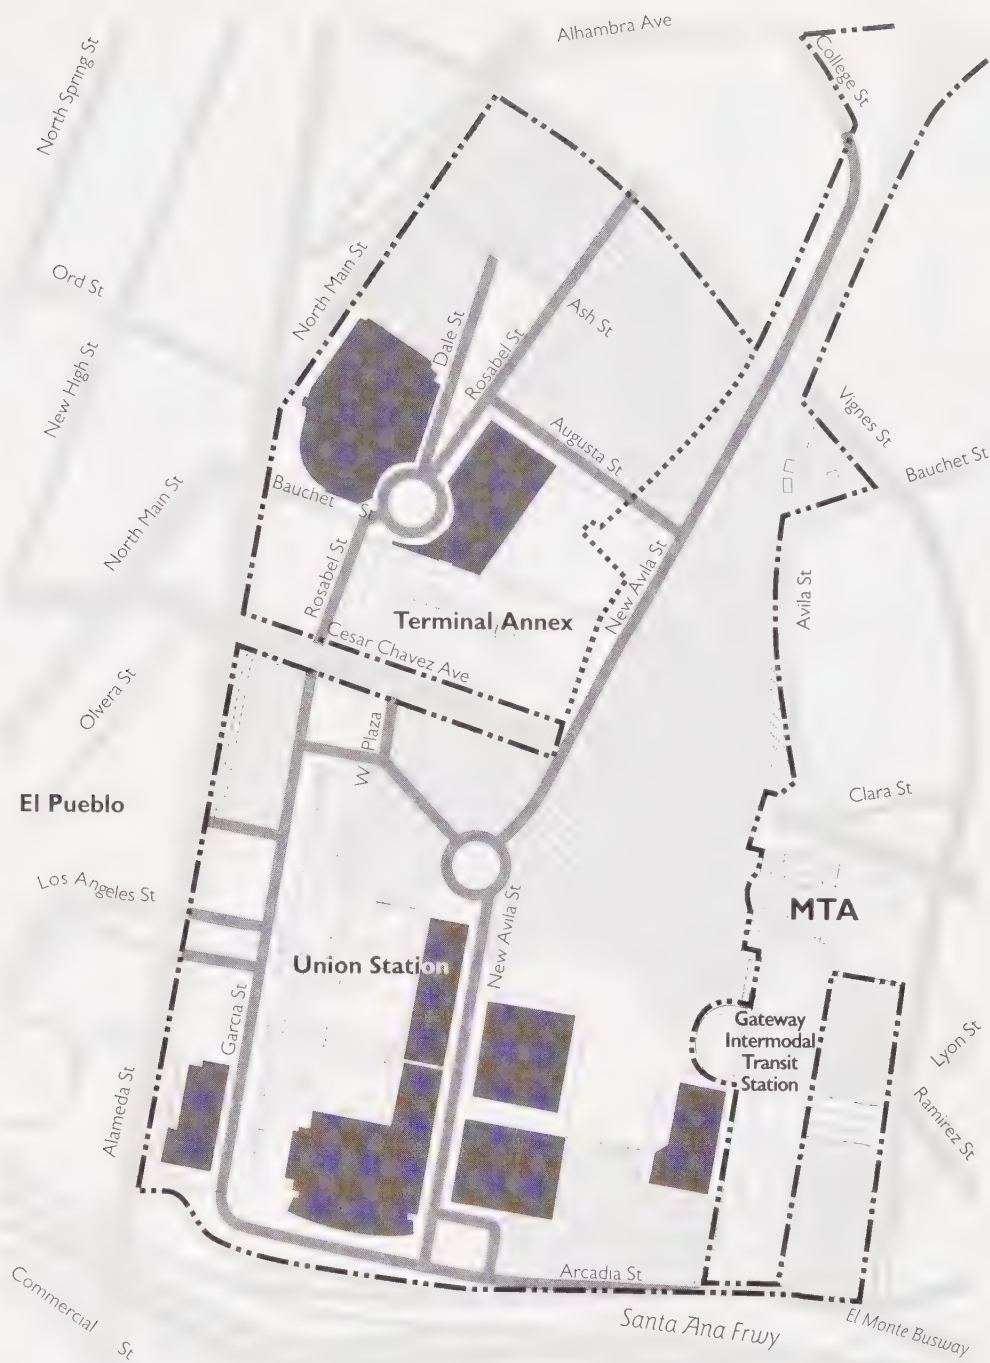 Alhambra Ave
College St
North Spring St
Ord St
North Main St
Dale St
Rosabel St
Ash St
New High St
Vignes St
Augusta St
Bauchet St
Bauchet St
North Main St
Rosabel St
New Avila St
Avila St
Terminal Annex
Cesar Chavez Ave
Olvera St
W Plaza
El Pueblo
Clara St
Los Angeles St
MTA
New Avila St
Union Station
Garcia St
Gateway
Intermodal
Transit
Station
Lyon St
Alameda St
Ramirez St
Arcadia St
Commercial St
Santa Ana Frwy
El Monte Busway